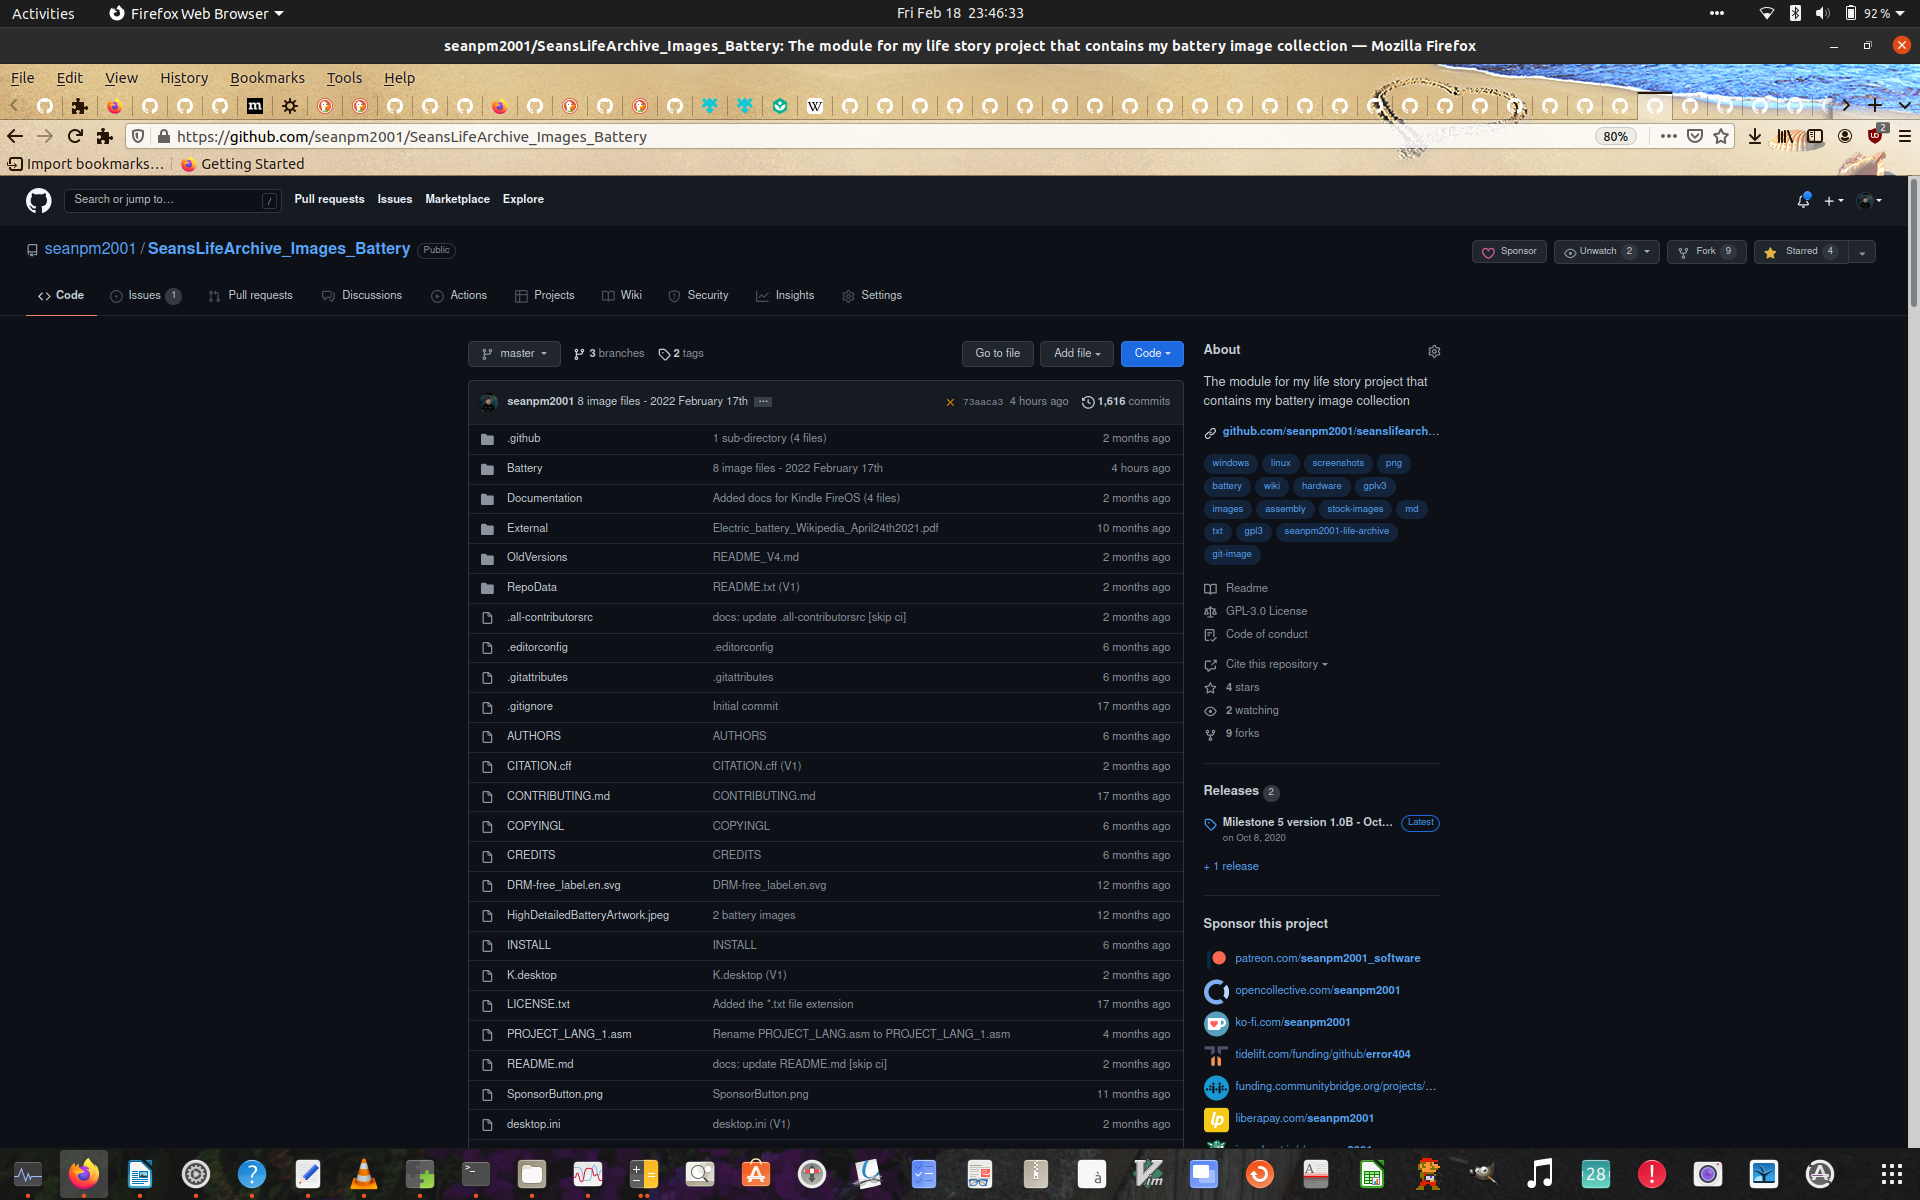 Activities Firefox Web Browser Fri Feb 18 23:46:33 92 %
seanpm2001/SeansLifeArchive_Images_Battery: The module for my life story project that contains my battery image collection — Mozilla Firefox
File Edit View History Bookmarks Tools Help
https://github.com/seanpm2001/SeansLifeArchive_Images_Battery 80% 2
Import bookmarks… Getting Started
Search or jump to… / Pull requests Issues Marketplace Explore
seanpm2001 / SeansLifeArchive_Images_Battery Public Sponsor Unwatch 2 Fork 9 Starred 4
Code Issues 1 Pull requests Discussions Actions Projects Wiki Security Insights Settings
master 3 branches 2 tags Go to file Add file Code
seanpm2001 8 image files - 2022 February 17th ... 73aaca3 4 hours ago 1,616 commits
.github 1 sub-directory (4 files) 2 months ago
Battery 8 image files - 2022 February 17th 4 hours ago
Documentation Added docs for Kindle FireOS (4 files) 2 months ago
External Electric_battery_Wikipedia_April24th2021.pdf 10 months ago
OldVersions README_V4.md 2 months ago
RepoData README.txt (V1) 2 months ago
.all-contributorsrc docs: update .all-contributorsrc [skip ci] 2 months ago
.editorconfig .editorconfig 6 months ago
.gitattributes .gitattributes 6 months ago
.gitignore Initial commit 17 months ago
AUTHORS AUTHORS 6 months ago
CITATION.cff CITATION.cff (V1) 2 months ago
CONTRIBUTING.md CONTRIBUTING.md 17 months ago
COPYINGL COPYINGL 6 months ago
CREDITS CREDITS 6 months ago
DRM-free_label.en.svg DRM-free_label.en.svg 12 months ago
HighDetailedBatteryArtwork.jpeg 2 battery images 12 months ago
INSTALL INSTALL 6 months ago
K.desktop K.desktop (V1) 2 months ago
LICENSE.txt Added the *.txt file extension 17 months ago
PROJECT_LANG_1.asm Rename PROJECT_LANG.asm to PROJECT_LANG_1.asm 4 months ago
README.md docs: update README.md [skip ci] 2 months ago
SponsorButton.png SponsorButton.png 11 months ago
desktop.ini desktop.ini (V1) 2 months ago
About
The module for my life story project that
contains my battery image collection
github.com/seanpm2001/seanslifearch…
windows linux screenshots png
battery wiki hardware gplv3
images assembly stock-images md
txt gpl3 seanpm2001-life-archive
git-image
Readme
GPL-3.0 License
Code of conduct
Cite this repository
4 stars
2 watching
9 forks
Releases 2
Milestone 5 version 1.0B - Oct… Latest
on Oct 8, 2020
+ 1 release
Sponsor this project
patreon.com/seanpm2001_software
opencollective.com/seanpm2001
ko-fi.com/seanpm2001
tidelift.com/funding/github/error404
funding.communitybridge.org/projects/…
liberapay.com/seanpm2001
28